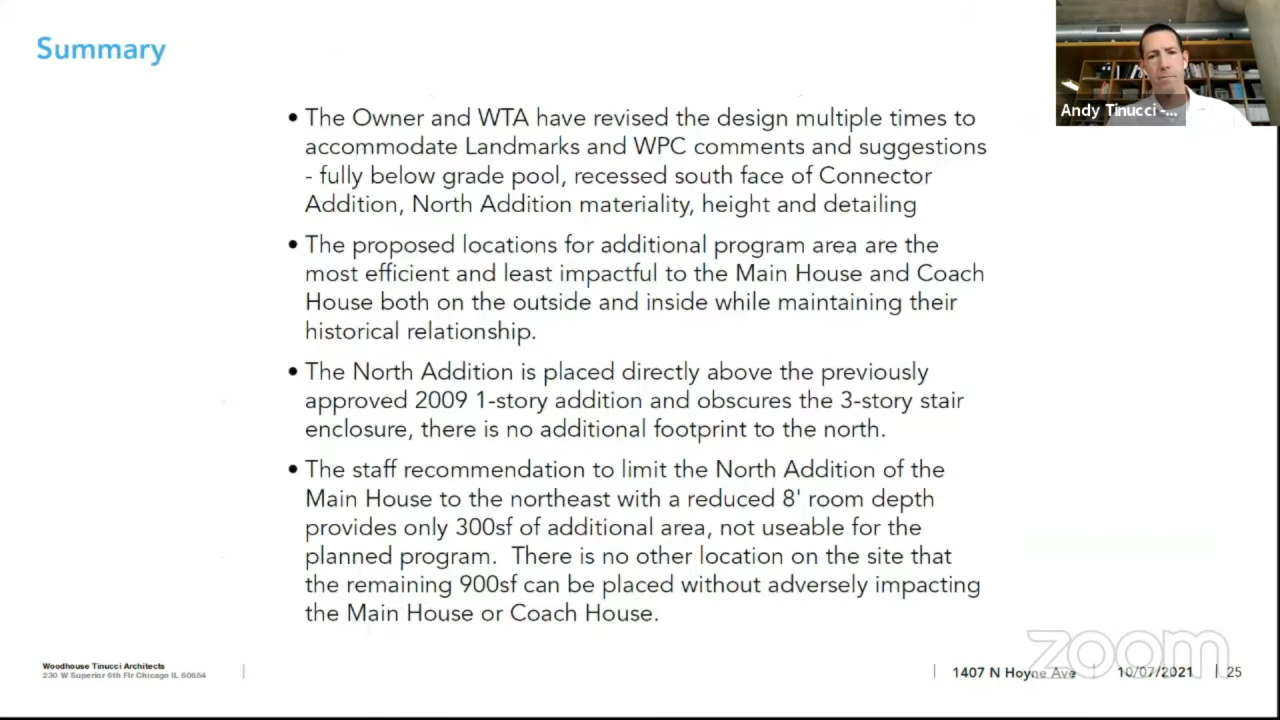 Summary
Andy Tinucci -...
• The Owner and WTA have revised the design multiple times to
accommodate Landmarks and WPC comments and suggestions
- fully below grade pool, recessed south face of Connector
Addition, North Addition materiality, height and detailing
• The proposed locations for additional program area are the
most efficient and least impactful to the Main House and Coach
House both on the outside and inside while maintaining their
historical relationship.
• The North Addition is placed directly above the previously
approved 2009 1-story addition and obscures the 3-story stair
enclosure, there is no additional footprint to the north.
• The staff recommendation to limit the North Addition of the
Main House to the northeast with a reduced 8' room depth
provides only 300sf of additional area, not useable for the
planned program. There is no other location on the site that
the remaining 900sf can be placed without adversely impacting
the Main House or Coach House.
zoom
Woodhouse Tinucci Architects
230 W Superior 6th Flr Chicago IL 60654
1407 N Hoyne Ave
10/07/2021
25